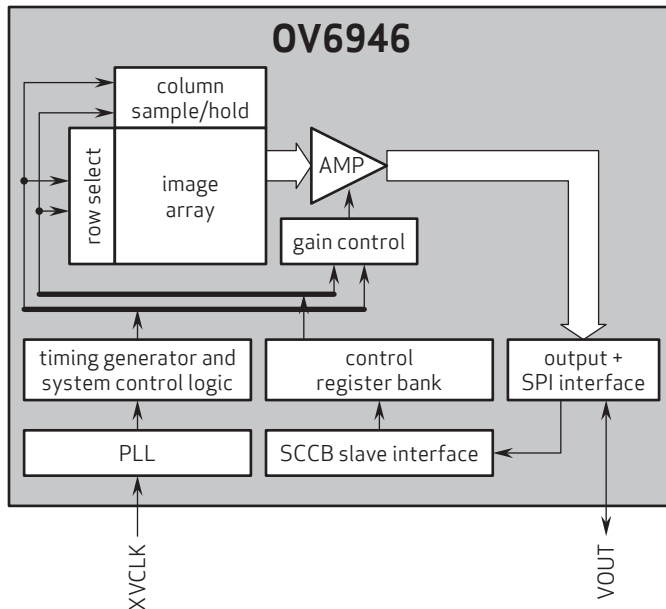 OV6946
column
sample/hold
row select
image
array
AMP
gain control
timing generator and
system control logic
control
register bank
output +
SPI interface
PLL
SCCB slave interface
XVCLK
VOUT